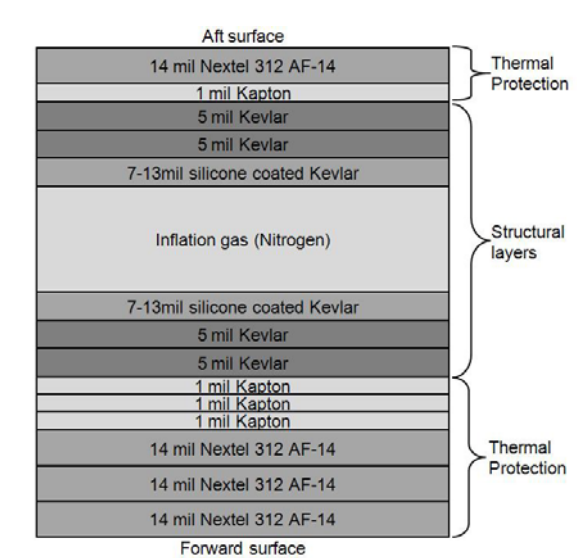 Aft surface
14 mil Nextel 312 AF-14
Thermal
Protection
1 mil Kapton
5 mil Kevlar
5 mil Kevlar
7-13mil silicone coated Kevlar
Inflation gas (Nitrogen)
Structural
layers
7-13mil silicone coated Kevlar
5 mil Kevlar
5 mil Kevlar
1 mil Kapton
1 mil Kapton
1 mil Kapton
14 mil Nextel 312 AF-14
Thermal
Protection
14 mil Nextel 312 AF-14
14 mil Nextel 312 AF-14
Forward surface